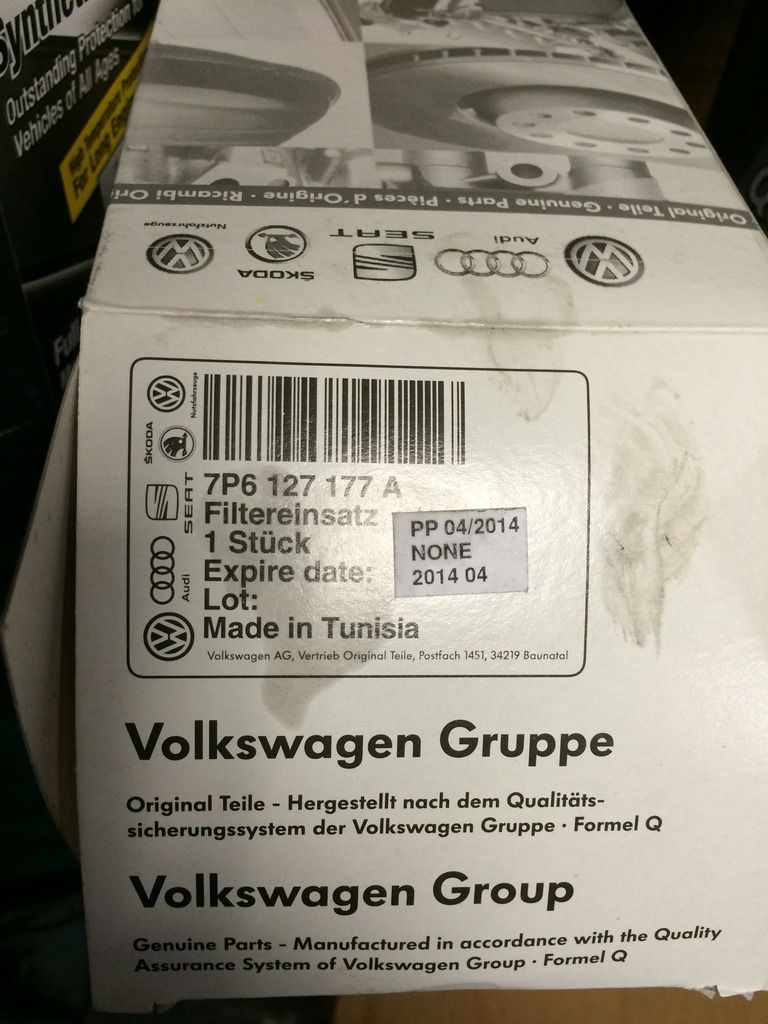 Synthe
Outstanding Protection
Vehicles of All Ages
Original Teile · Genuine Parts · Pièces d'Origine · Ricambi Ori
Nutzfahrzeuge
ŠKODA
SEAT
Audi
Nutzfahrzeuge
ŠKODA
SEAT
Audi
7P6 127 177 A
Filtereinsatz
1 Stück
Expire date:
Lot:
Made in Tunisia
PP 04/2014
NONE
2014 04
Volkswagen AG, Vertrieb Original Teile, Postfach 1451, 34219 Baunatal
Volkswagen Gruppe
Original Teile - Hergestellt nach dem Qualitäts-
sicherungssystem der Volkswagen Gruppe · Formel Q
Volkswagen Group
Genuine Parts - Manufactured in accordance with the Quality
Assurance System of Volkswagen Group · Formel Q